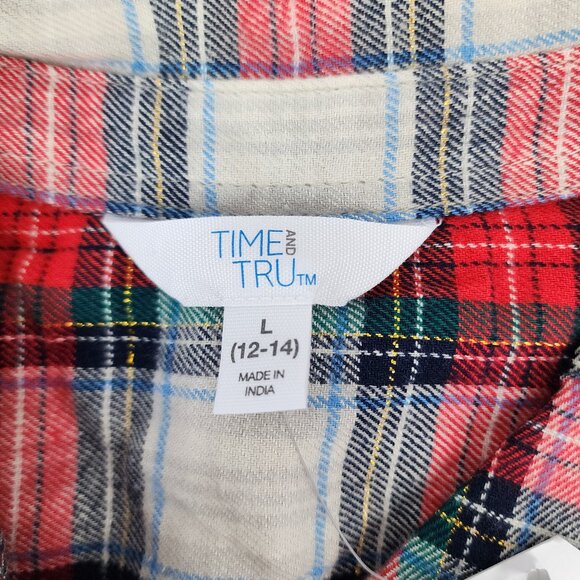 TIME AND
TRU™
L
(12-14)
MADE IN
INDIA